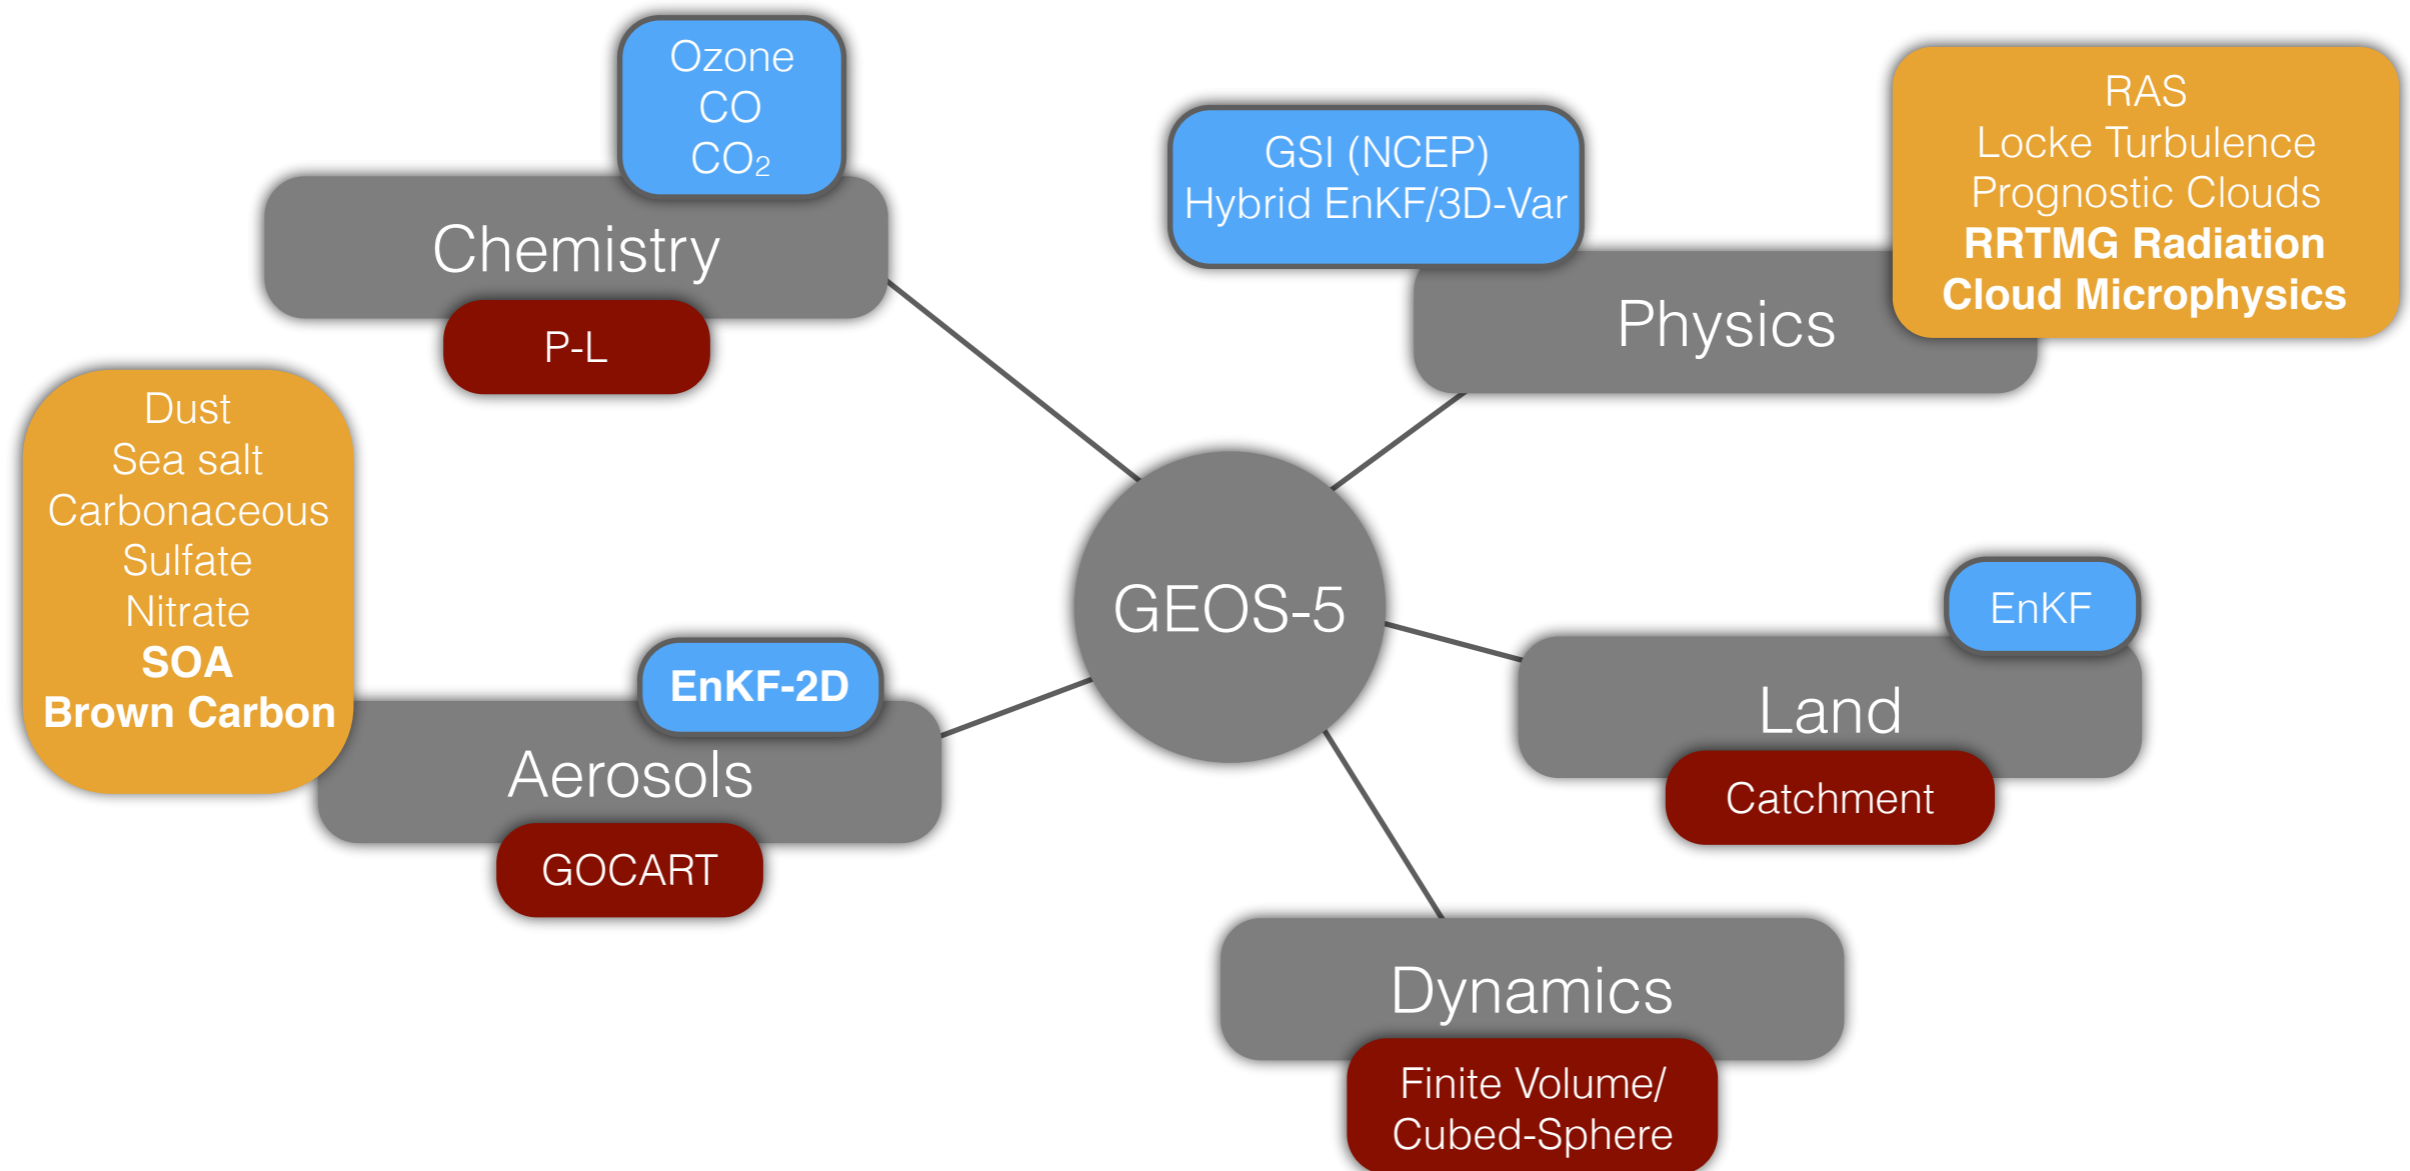 Ozone
CO
CO₂
Chemistry
P-L
GSI (NCEP)
Hybrid EnKF/3D-Var
RAS
Locke Turbulence
Prognostic Clouds
RRTMG Radiation
Cloud Microphysics
Physics
Dust
Sea salt
Carbonaceous
Sulfate
Nitrate
SOA
Brown Carbon
EnKF-2D
Aerosols
GOCART
GEOS-5
EnKF
Land
Catchment
Dynamics
Finite Volume/
Cubed-Sphere